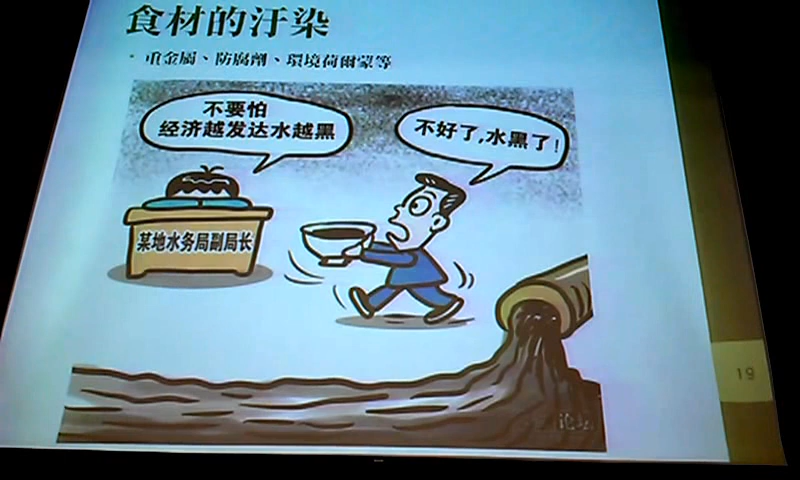 食材的汙染
• 重金屬、防腐劑、環境荷爾蒙等
不要怕
经济越发达水越黑
不好了,水黑了!
某地水务局副局长
19